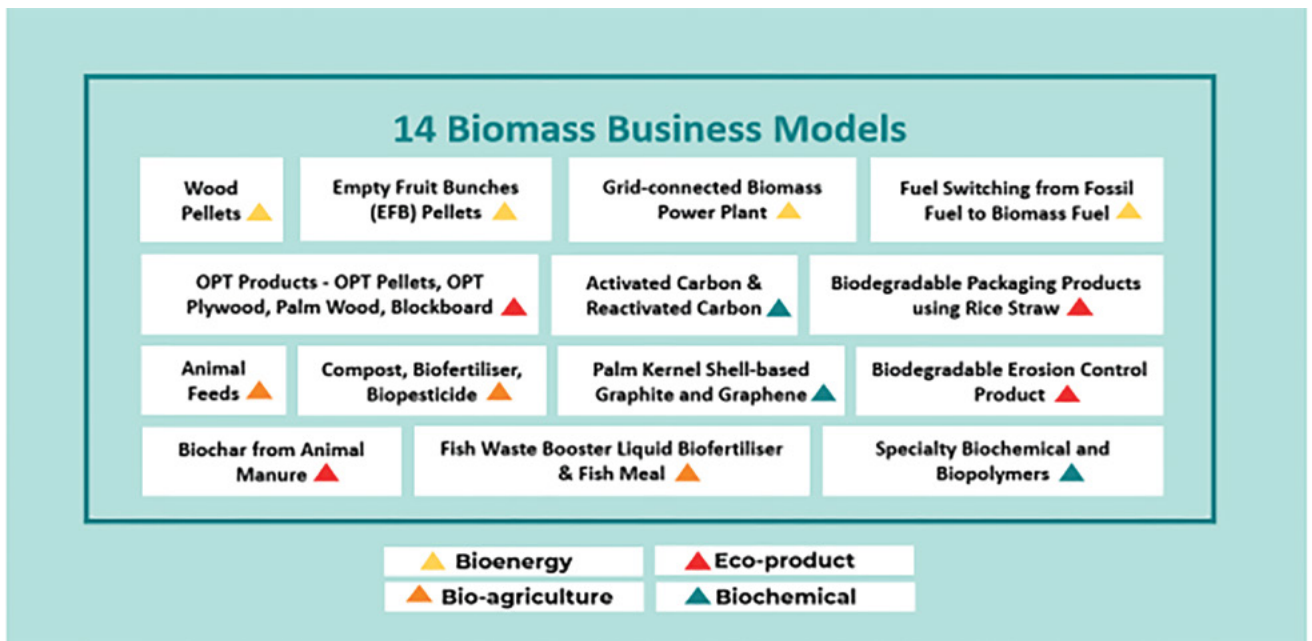 14 Biomass Business Models
Wood
Pellets
Empty Fruit Bunches
(EFB) Pellets
Grid-connected Biomass
Power Plant
Fuel Switching from Fossil
Fuel to Biomass Fuel
OPT Products - OPT Pellets, OPT
Plywood, Palm Wood, Blockboard
Activated Carbon &
Reactivated Carbon
Biodegradable Packaging Products
using Rice Straw
Animal
Feeds
Compost, Biofertiliser,
Biopesticide
Palm Kernel Shell-based
Graphite and Graphene
Biodegradable Erosion Control
Product
Biochar from Animal
Manure
Fish Waste Booster Liquid Biofertiliser
& Fish Meal
Specialty Biochemical and
Biopolymers
Bioenergy
Eco-product
Bio-agriculture
Biochemical